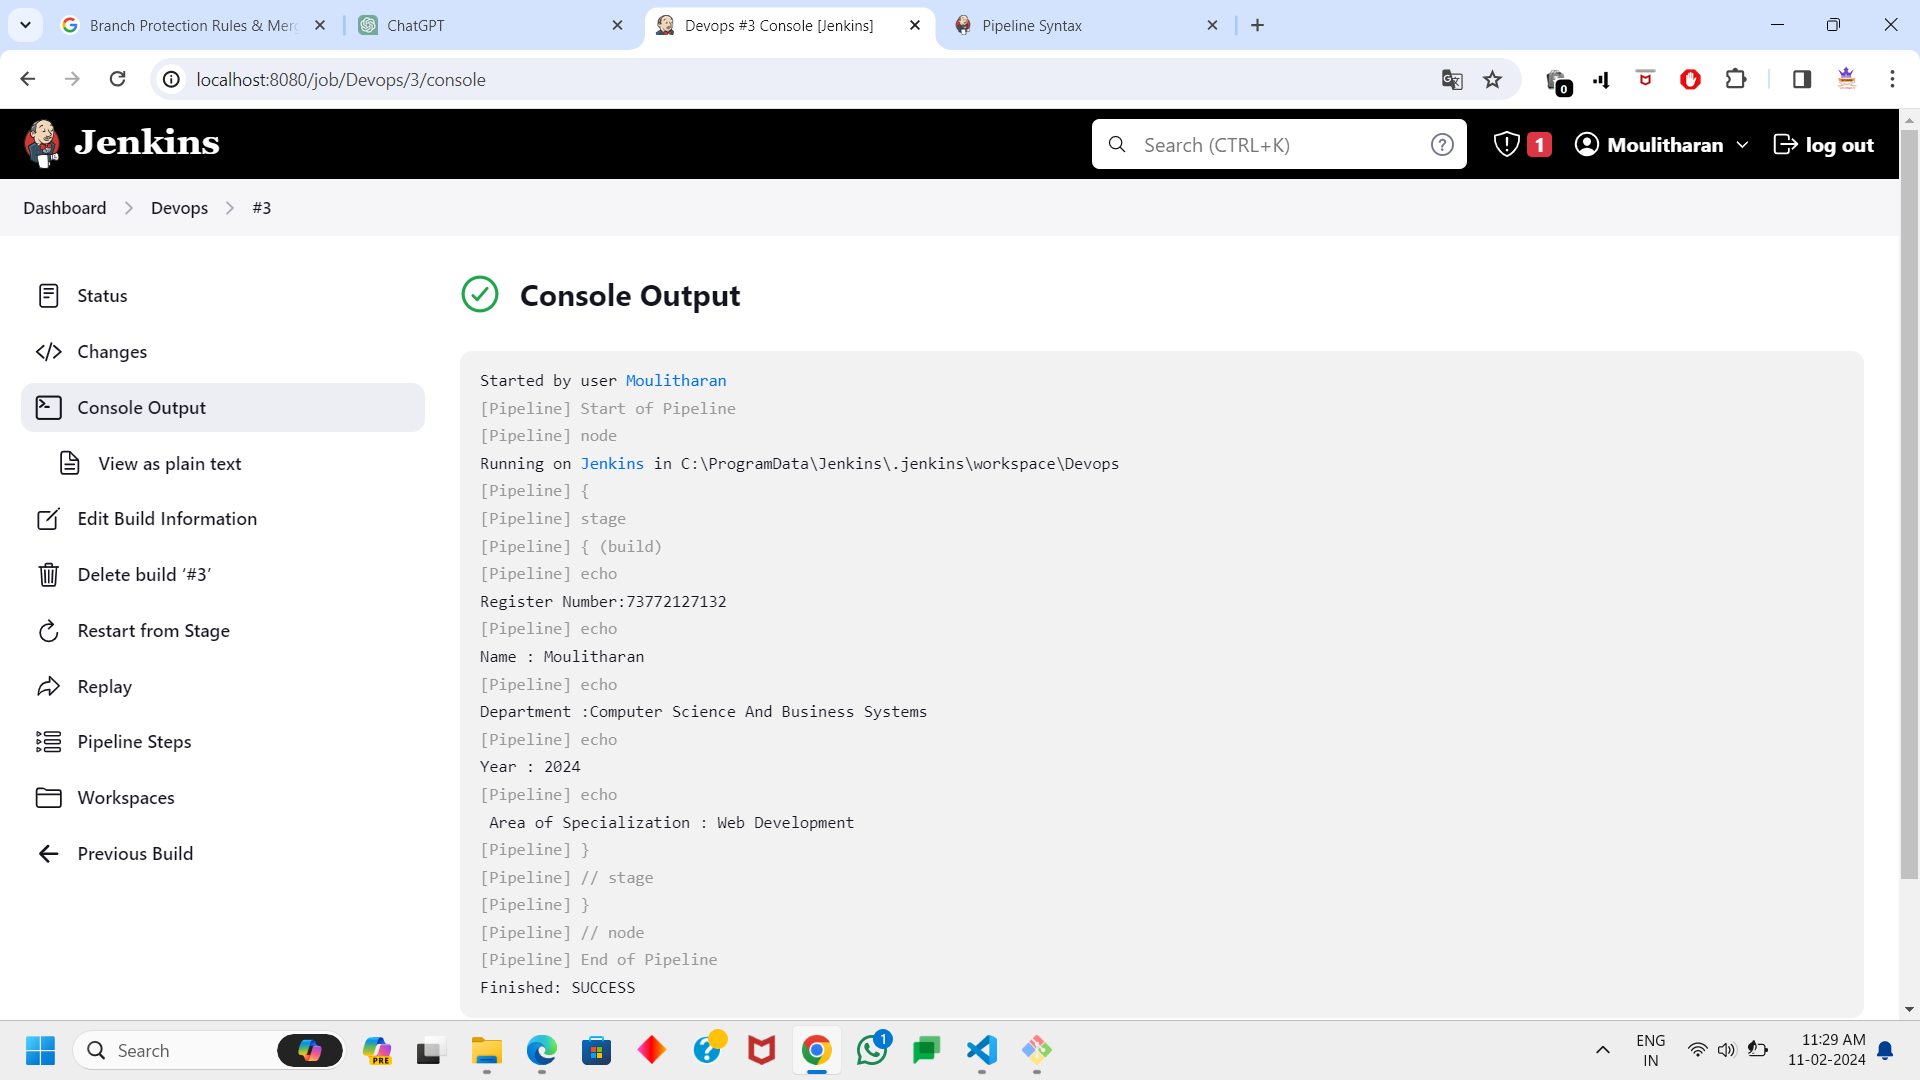 Branch Protection Rules & Mer
ChatGPT
Devops #3 Console [Jenkins]
Pipeline Syntax
localhost:8080/job/Devops/3/console
0
Jenkins
Search (CTRL+K)
?
1
Moulitharan
log out
Dashboard
Devops
#3
Status
Changes
Console Output
View as plain text
Edit Build Information
Delete build ‘#3’
Restart from Stage
Replay
Pipeline Steps
Workspaces
Previous Build
Console Output
Started by user Moulitharan
[Pipeline] Start of Pipeline
[Pipeline] node
Running on Jenkins in C:\ProgramData\Jenkins\.jenkins\workspace\Devops
[Pipeline] {
[Pipeline] stage
[Pipeline] { (build)
[Pipeline] echo
Register Number:73772127132
[Pipeline] echo
Name : Moulitharan
[Pipeline] echo
Department :Computer Science And Business Systems
[Pipeline] echo
Year : 2024
[Pipeline] echo
Area of Specialization : Web Development
[Pipeline] }
[Pipeline] // stage
[Pipeline] }
[Pipeline] // node
[Pipeline] End of Pipeline
Finished: SUCCESS
Search
PRE
1
ENG
IN
11:29 AM
11-02-2024